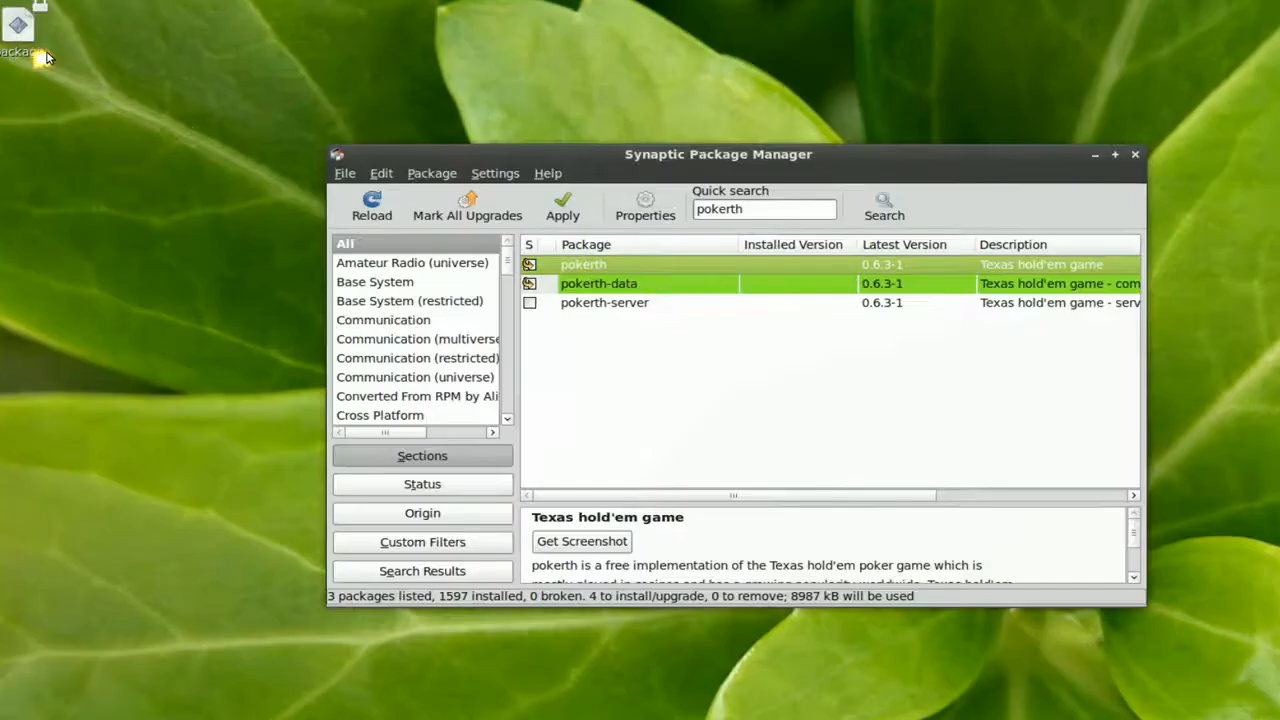 Synaptic Package Manager
File Edit Package Settings Help
Reload Mark All Upgrades Apply Properties Quick search pokerth Search
All
Amateur Radio (universe)
Base System
Base System (restricted)
Communication
Communication (multiverse
Communication (restricted)
Communication (universe)
Converted From RPM by Ali
Cross Platform
Sections
Status
Origin
Custom Filters
Search Results
S Package Installed Version Latest Version Description
pokerth 0.6.3-1 Texas hold'em game
pokerth-data 0.6.3-1 Texas hold'em game - com
pokerth-server 0.6.3-1 Texas hold'em game - serv
Texas hold'em game
Get Screenshot
pokerth is a free implementation of the Texas hold'em poker game which is
3 packages listed, 1597 installed, 0 broken. 4 to install/upgrade, 0 to remove; 8987 kB will be used